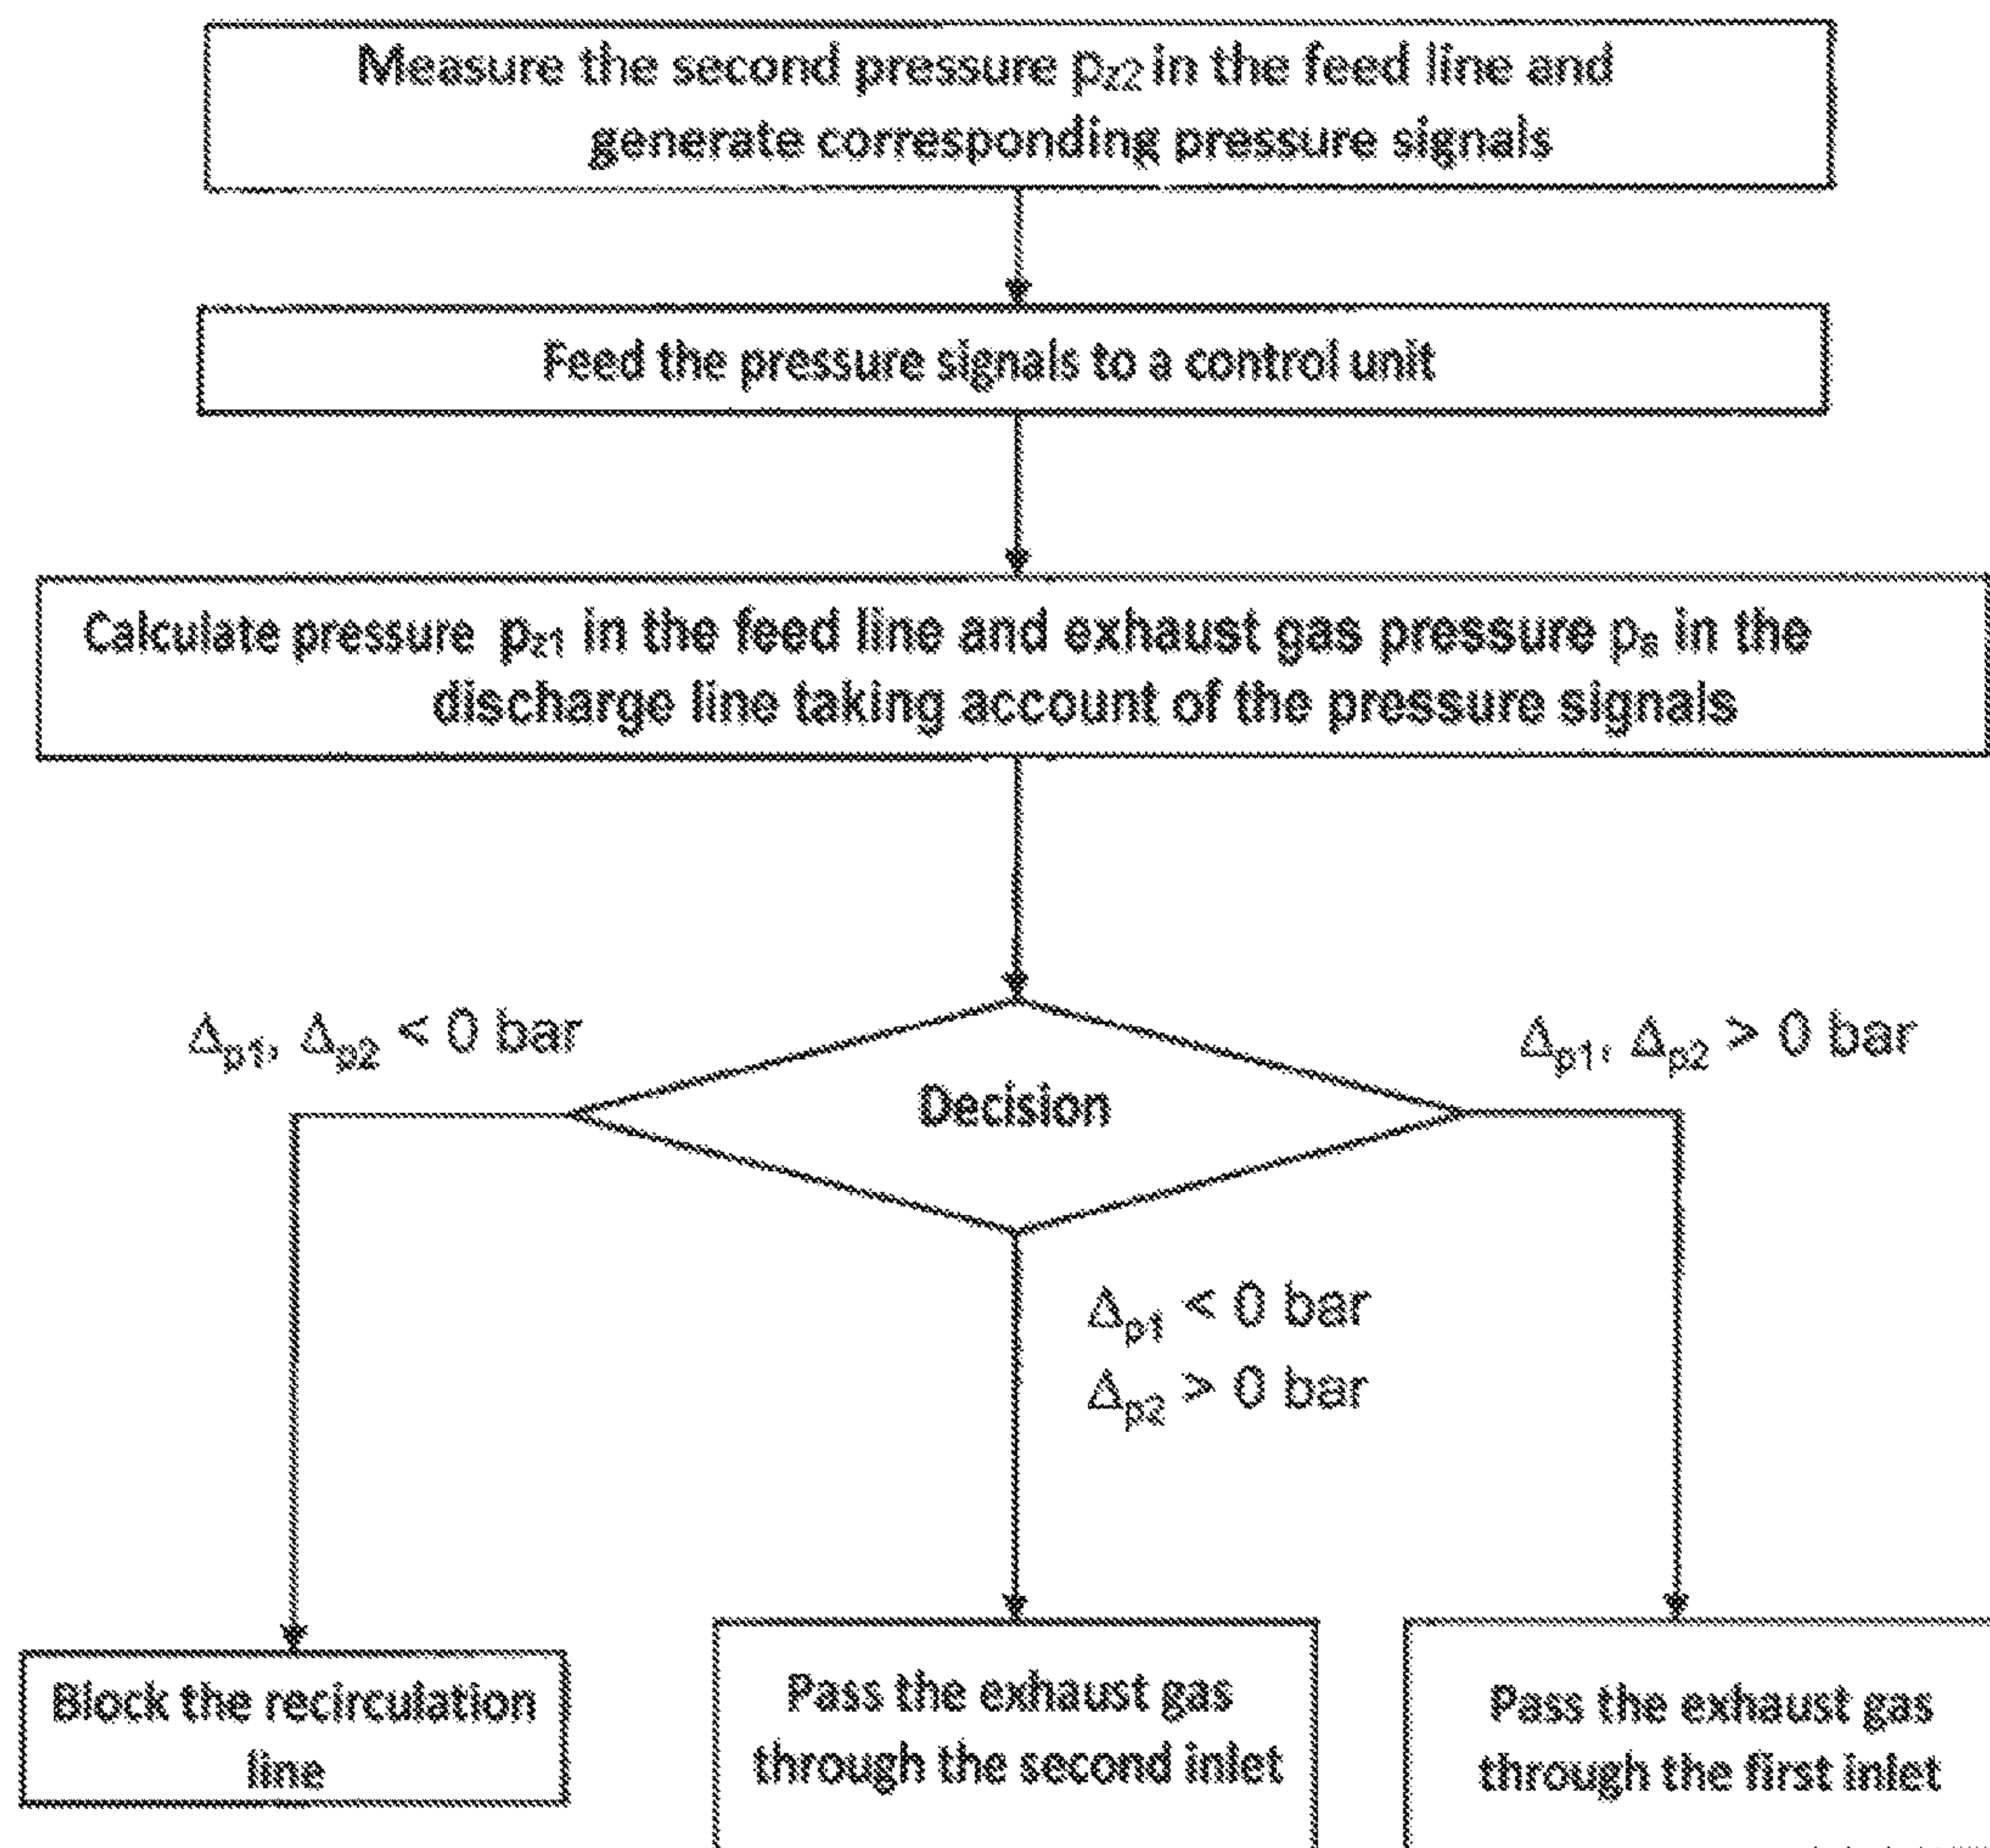 Measure the second pressure pz2 in the feed line and
generate corresponding pressure signals
Feed the pressure signals to a control unit
Calculate pressure pz1 in the feed line and exhaust gas pressure pa in the
discharge line taking account of the pressure signals
Δp1, Δp2 < 0 bar
Decision
Δp1, Δp2 > 0 bar
Δp1 < 0 bar
Δp2 > 0 bar
Block the recirculation
line
Pass the exhaust gas
through the second inlet
Pass the exhaust gas
through the first inlet